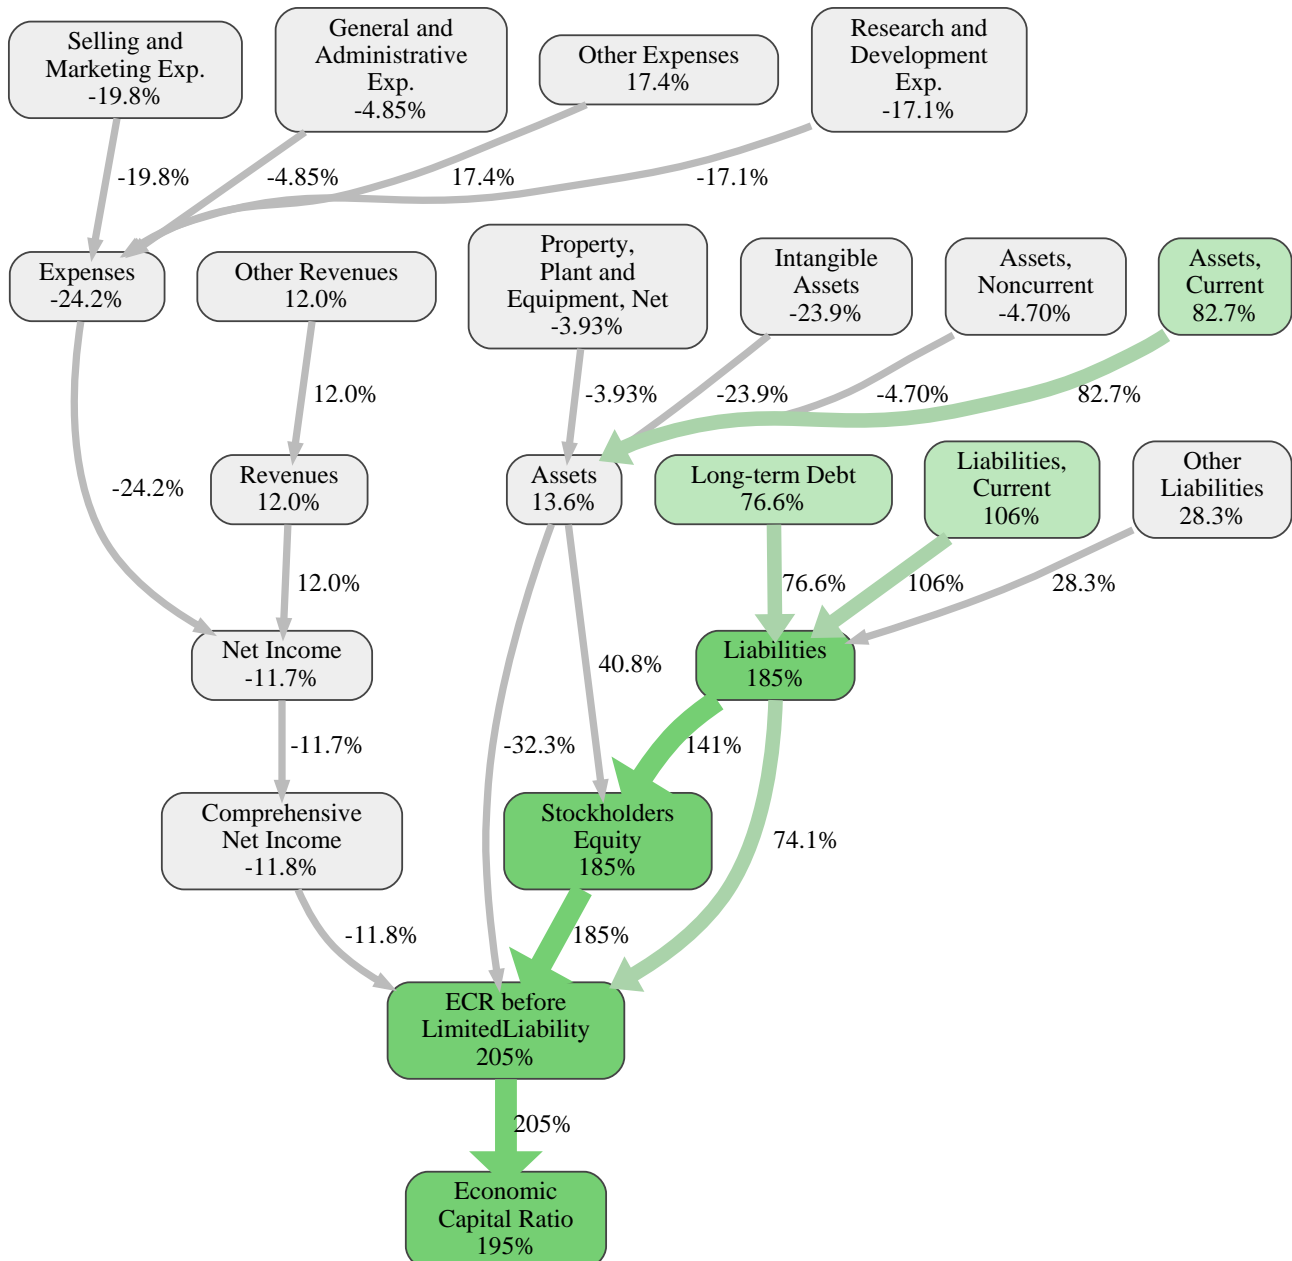 Selling and
Marketing Exp.
-19.8%
General and
Administrative
Exp.
-4.85%
Other Expenses
17.4%
Research and
Development
Exp.
-17.1%
-19.8%
-4.85%
17.4%
-17.1%
Expenses
-24.2%
Other Revenues
12.0%
Property,
Plant and
Equipment, Net
-3.93%
Intangible
Assets
-23.9%
Assets,
Noncurrent
-4.70%
Assets,
Current
82.7%
12.0%
-3.93%
-23.9%
-4.70%
82.7%
-24.2%
Revenues
12.0%
Assets
13.6%
Long-term Debt
76.6%
Liabilities,
Current
106%
Other
Liabilities
28.3%
12.0%
76.6%
106%
28.3%
Net Income
-11.7%
40.8%
Liabilities
185%
-11.7%
-32.3%
141%
Comprehensive
Net Income
-11.8%
Stockholders
Equity
185%
74.1%
-11.8%
185%
ECR before
LimitedLiability
205%
205%
Economic
Capital Ratio
195%